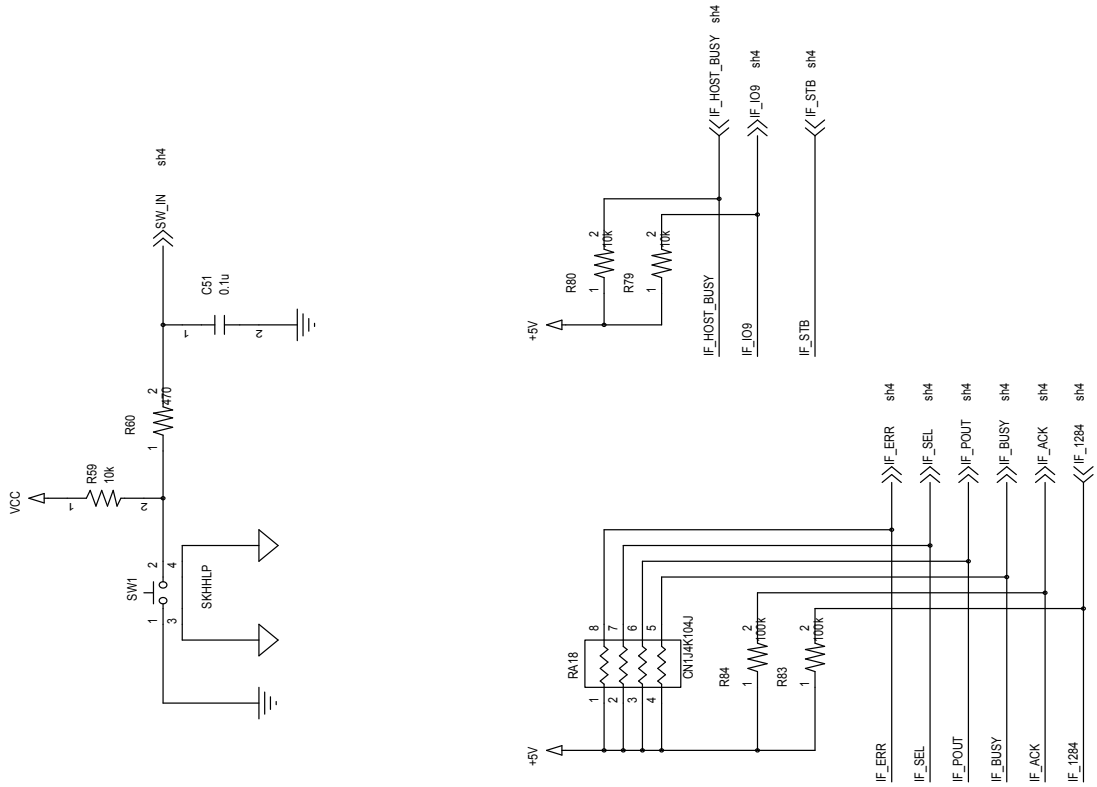 VCC
1
R59
10k
2
SW1
1
2
3
4
SKHHLP
R60
1
2
470
SW_IN
sh4
1
C51
0.1u
2
+5V
RA18
1
8
2
7
3
6
4
5
CN1J4K104J
R84
1
2
100k
R83
1
2
100k
IF_ERR
IF_ERR
sh4
IF_SEL
IF_SEL
sh4
IF_POUT
IF_POUT
sh4
IF_BUSY
IF_BUSY
sh4
IF_ACK
IF_ACK
sh4
IF_1284
IF_1284
sh4
+5V
R80
1
2
10k
R79
1
2
10k
IF_HOST_BUSY
IF_HOST_BUSY
sh4
IF_IO9
IF_IO9
sh4
IF_STB
IF_STB
sh4